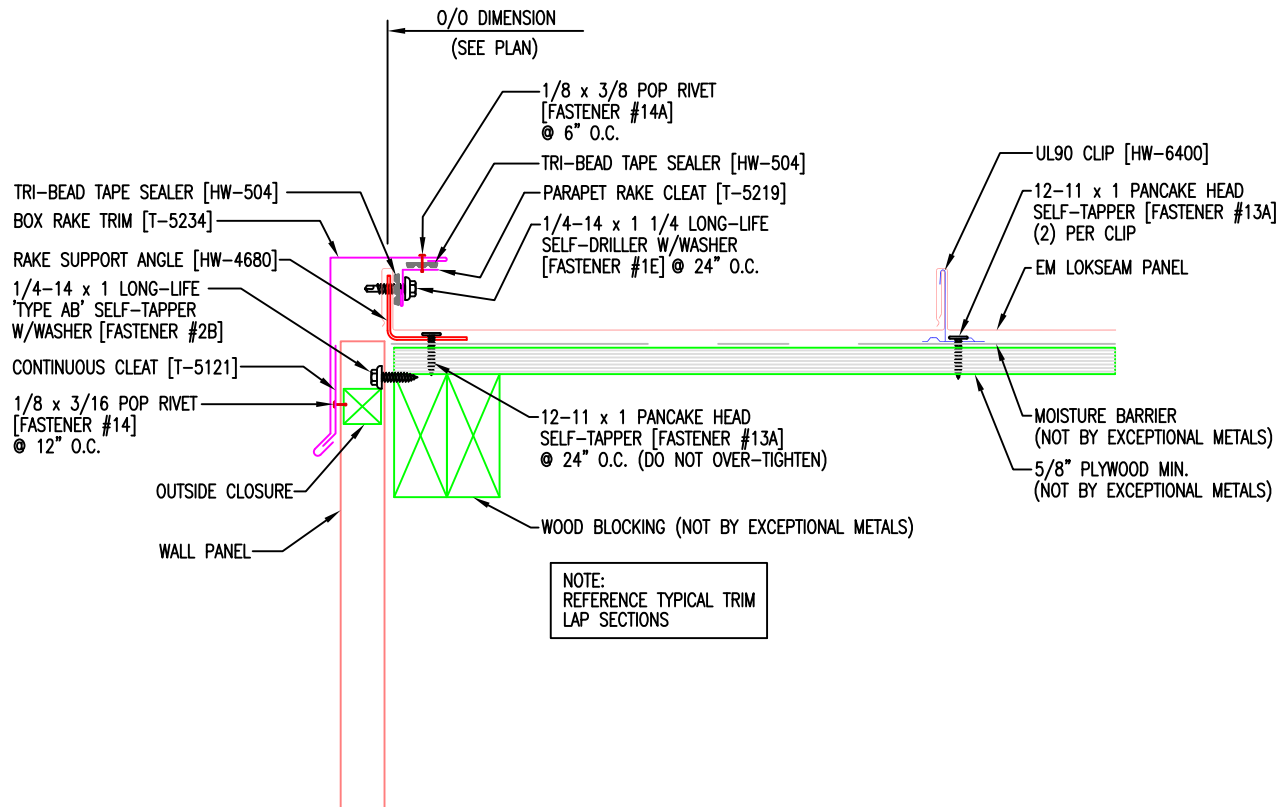 O/O DIMENSION
(SEE PLAN)
1/8 x 3/8 POP RIVET
[FASTENER #14A]
@ 6" O.C.
TRI-BEAD TAPE SEALER [HW-504]
PARAPET RAKE CLEAT [T-5219]
1/4-14 x 1 1/4 LONG-LIFE
SELF-DRILLER W/WASHER
[FASTENER #1E] @ 24" O.C.
TRI-BEAD TAPE SEALER [HW-504]
BOX RAKE TRIM [T-5234]
RAKE SUPPORT ANGLE [HW-4680]
1/4-14 x 1 LONG-LIFE
'TYPE AB' SELF-TAPPER
W/WASHER [FASTENER #2B]
CONTINUOUS CLEAT [T-5121]
1/8 x 3/16 POP RIVET
[FASTENER #14]
@ 12" O.C.
OUTSIDE CLOSURE
WALL PANEL
UL90 CLIP [HW-6400]
12-11 x 1 PANCAKE HEAD
SELF-TAPPER [FASTENER #13A]
(2) PER CLIP
EM LOKSEAM PANEL
12-11 x 1 PANCAKE HEAD
SELF-TAPPER [FASTENER #13A]
@ 24" O.C. (DO NOT OVER-TIGHTEN)
MOISTURE BARRIER
(NOT BY EXCEPTIONAL METALS)
5/8" PLYWOOD MIN.
(NOT BY EXCEPTIONAL METALS)
WOOD BLOCKING (NOT BY EXCEPTIONAL METALS)
NOTE:
REFERENCE TYPICAL TRIM
LAP SECTIONS